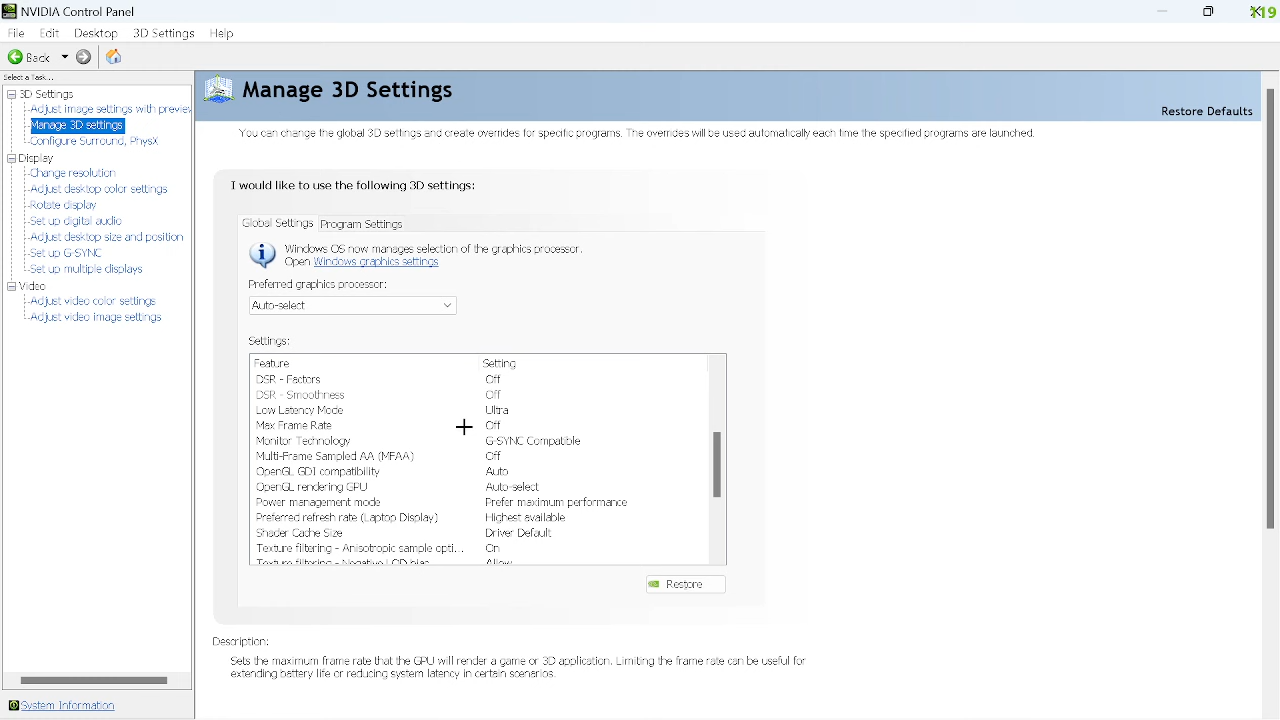 NVIDIA Control Panel
File Edit Desktop 3D Settings Help
Back
Select a Task...
3D Settings
Adjust image settings with preview
Manage 3D settings
Configure Surround, PhysX
Display
Change resolution
Adjust desktop color settings
Rotate display
Set up digital audio
Adjust desktop size and position
Set up G-SYNC
Set up multiple displays
Video
Adjust video color settings
Adjust video image settings
System Information
119
Manage 3D Settings
Restore Defaults
You can change the global 3D settings and create overrides for specific programs. The overrides will be used automatically each time the specified programs are launched.
I would like to use the following 3D settings:
Global Settings Program Settings
Windows OS now manages selection of the graphics processor.
Open Windows graphics settings
Preferred graphics processor:
Auto-select
Settings:
Feature Setting
DSR - Factors Off
DSR - Smoothness Off
Low Latency Mode Ultra
Max Frame Rate Off
Monitor Technology G-SYNC Compatible
Multi-Frame Sampled AA (MFAA) Off
OpenGL GDI compatibility Auto
OpenGL rendering GPU Auto-select
Power management mode Prefer maximum performance
Preferred refresh rate (Laptop Display) Highest available
Shader Cache Size Driver Default
Texture filtering - Anisotropic sample opti... On
Texture filtering - Negative LOD bias Allow
Restore
Description:
Sets the maximum frame rate that the GPU will render a game or 3D application. Limiting the frame rate can be useful for
extending battery life or reducing system latency in certain scenarios.